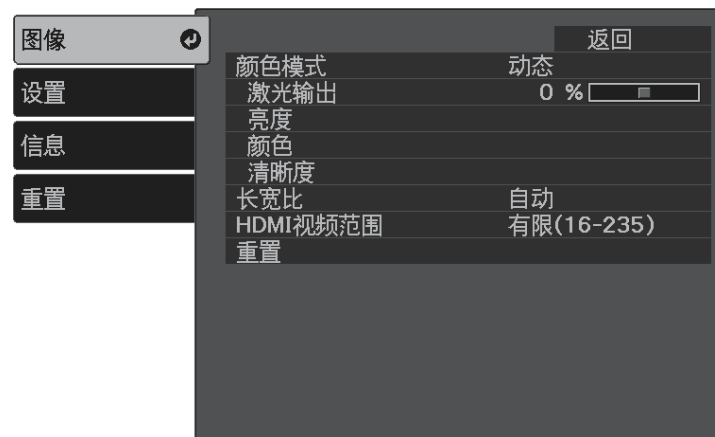 图像
设置
信息
重置
返回
颜色模式 动态
激光输出 0 %
亮度
颜色
清晰度
长宽比 自动
HDMI视频范围 有限(16-235)
重置